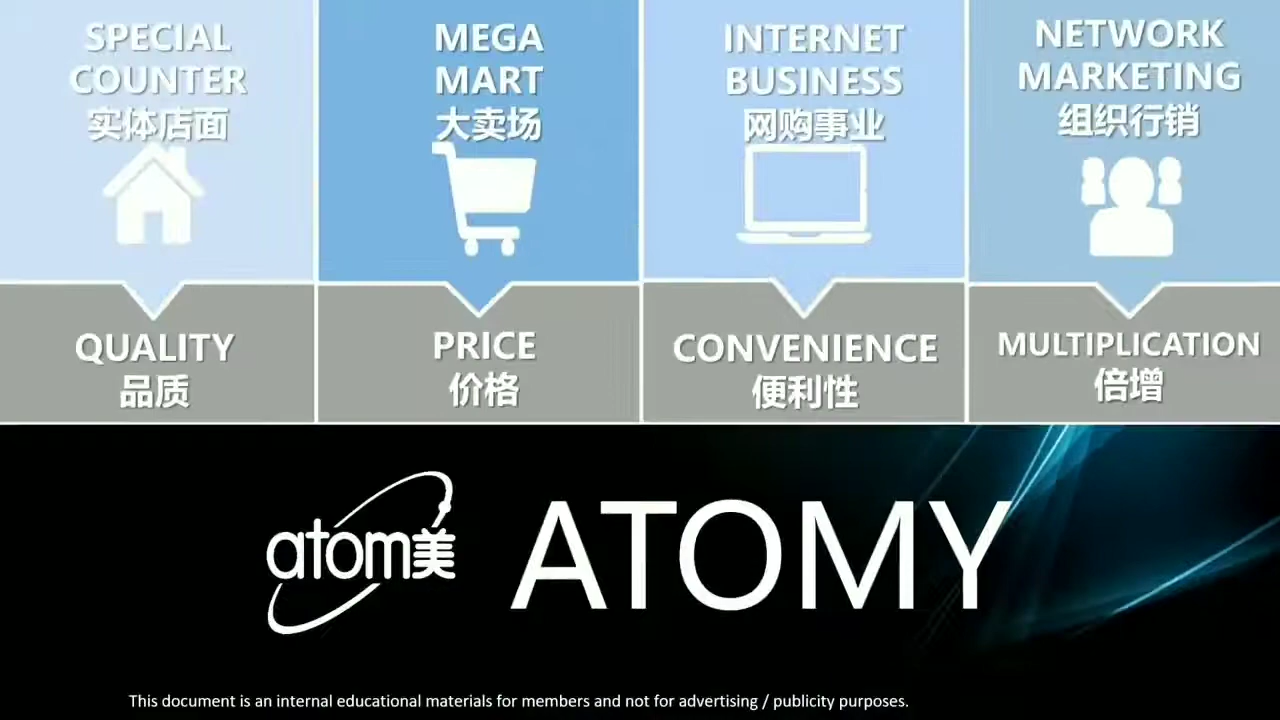 SPECIAL
COUNTER
实体店面
MEGA
MART
大卖场
INTERNET
BUSINESS
网购事业
NETWORK
MARKETING
组织行销
QUALITY
品质
PRICE
价格
CONVENIENCE
便利性
MULTIPLICATION
倍增
atom美
ATOMY
This document is an internal educational materials for members and not for advertising / publicity purposes.